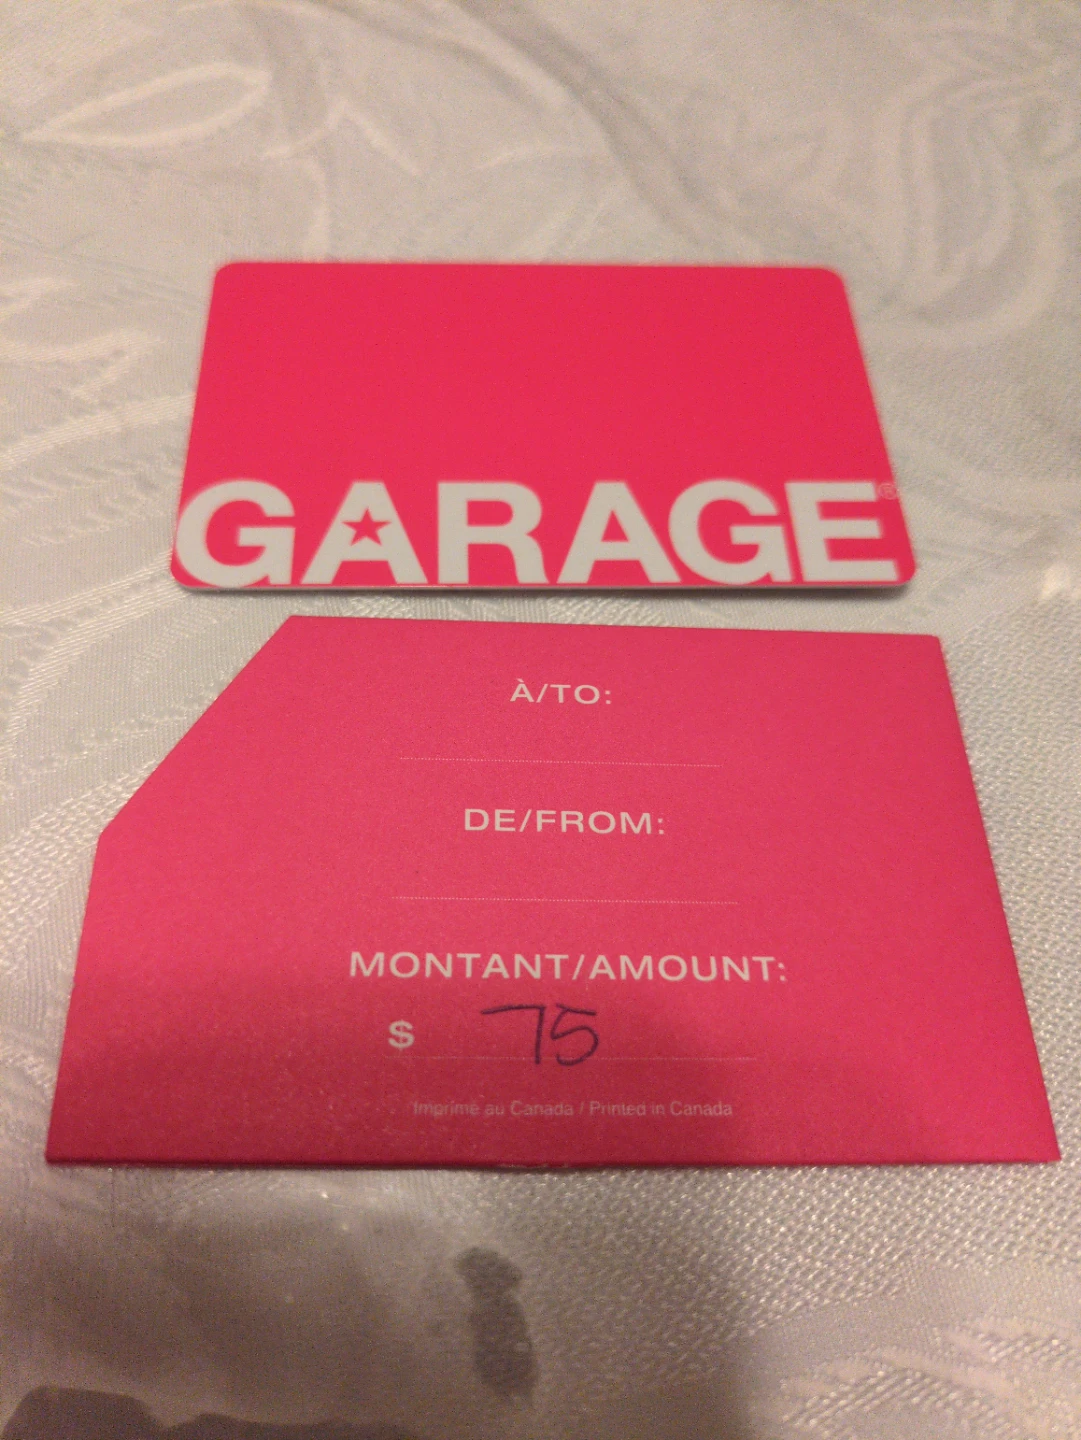 GARAGE®
À/TO:
DE/FROM:
MONTANT/AMOUNT:
$ 75
Imprimé au Canada / Printed in Canada